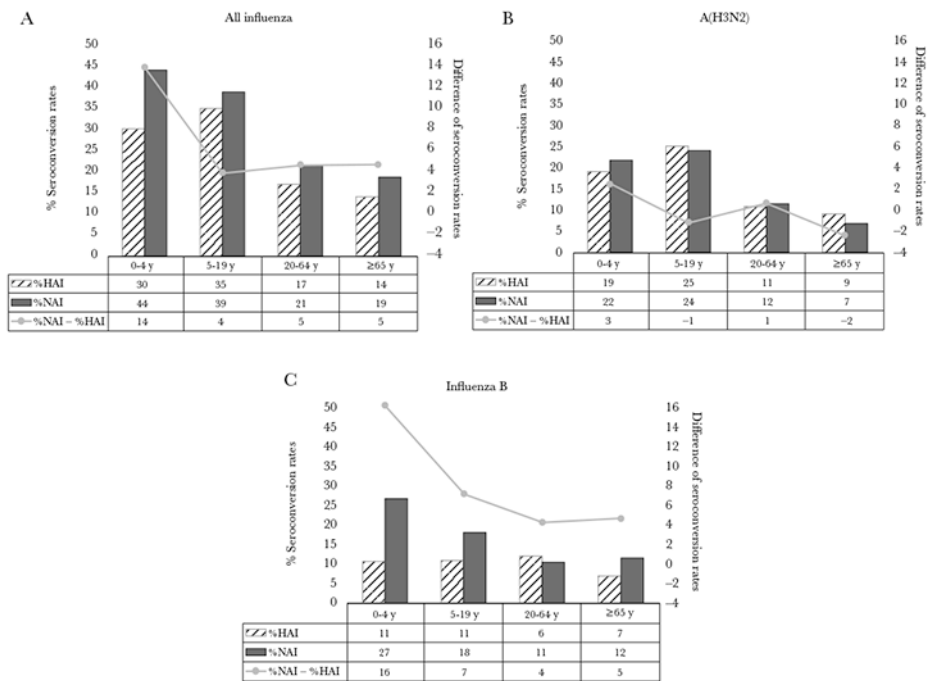 A
All influenza
% Seroconversion rates
50
45
40
35
30
25
20
15
10
5
0
16
14
12
10
8
6
4
2
0
−2
−4
Difference of seroconversion rates
0-4 y 5-19 y 20-64 y ≥65 y
%HAI 30 35 17 14
%NAI 44 39 21 19
%NAI – %HAI 14 4 5 5
B
A(H3N2)
% Seroconversion rates
50
45
40
35
30
25
20
15
10
5
0
16
14
12
10
8
6
4
2
0
−2
−4
Difference of seroconversion rates
0-4 y 5-19 y 20-64 y ≥65 y
%HAI 19 25 11 9
%NAI 22 24 12 7
%NAI – %HAI 3 −1 1 −2
C
Influenza B
% Seroconversion rates
50
45
40
35
30
25
20
15
10
5
0
16
14
12
10
8
6
4
2
0
−2
−4
Difference of seroconversion rates
0-4 y 5-19 y 20-64 y ≥65 y
%HAI 11 11 6 7
%NAI 27 18 11 12
%NAI – %HAI 16 7 4 5